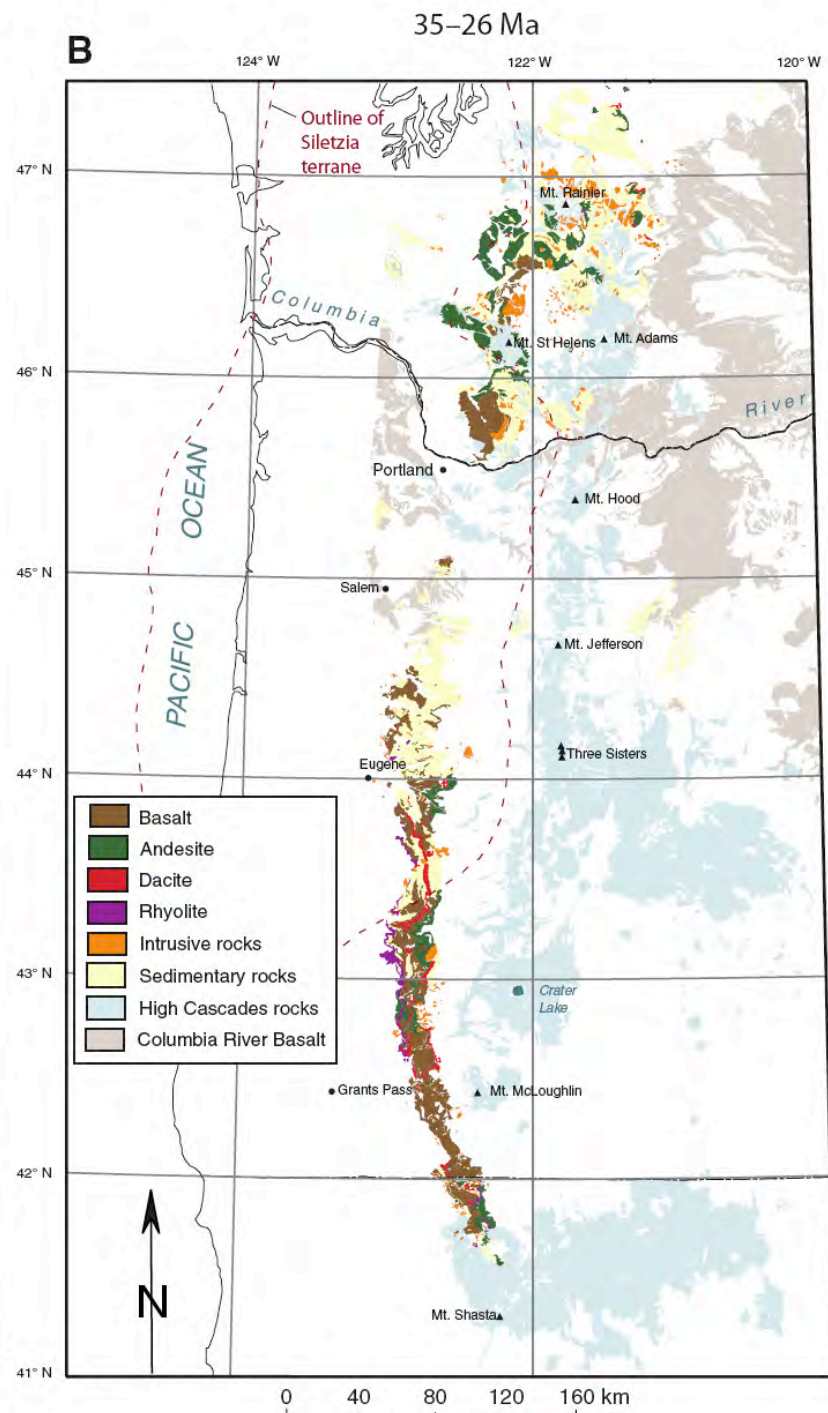 35–26 Ma
B
124° W
122° W
120° W
Outline of
Siletzia
terrane
47° N
Mt. Rainier
Columbia
Mt. St Helens
Mt. Adams
46° N
River
Portland
Mt. Hood
OCEAN
45° N
Salem
PACIFIC
Mt. Jefferson
Three Sisters
Eugene
44° N
Basalt
Andesite
Dacite
Rhyolite
Intrusive rocks
Sedimentary rocks
High Cascades rocks
Columbia River Basalt
43° N
Crater
Lake
Grants Pass
Mt. McLoughlin
42° N
N
Mt. Shasta
41° N
0 40 80 120 160 km